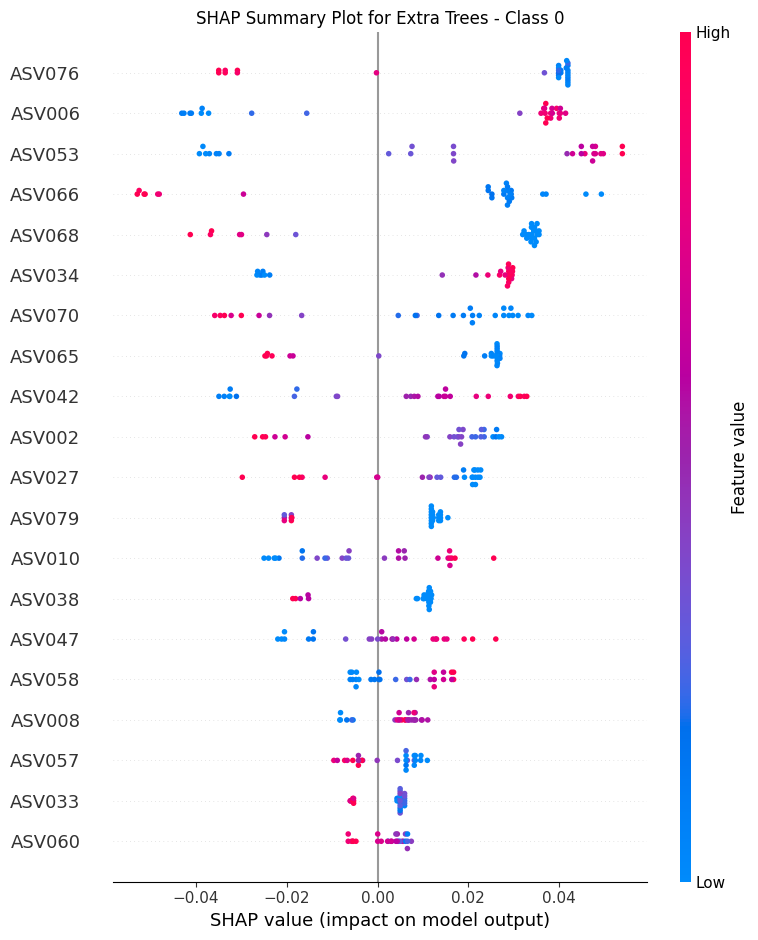 SHAP Summary Plot for Extra Trees - Class 0
High
ASV076
ASV006
ASV053
ASV066
ASV068
ASV034
ASV070
ASV065
ASV042
ASV002
ASV027
ASV079
ASV010
ASV038
ASV047
ASV058
ASV008
ASV057
ASV033
ASV060
Feature value
Low
−0.04 −0.02 0.00 0.02 0.04
SHAP value (impact on model output)